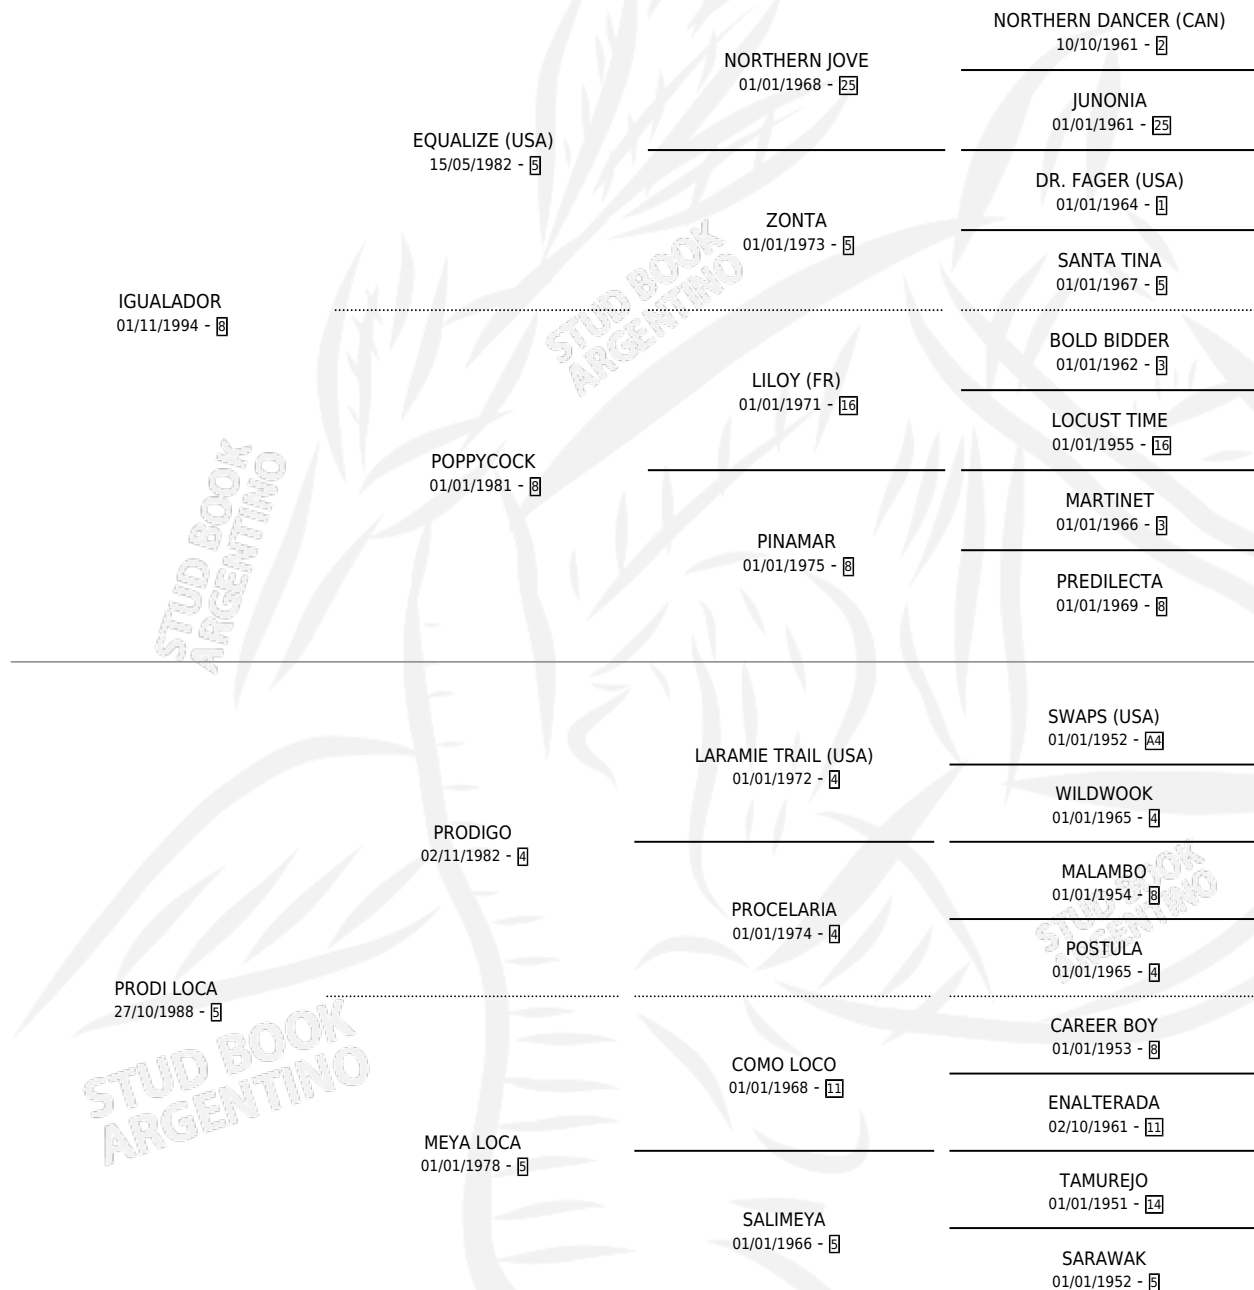 NORTHERN DANCER (CAN)
10/10/1961 - 2
NORTHERN JOVE
01/01/1968 - 25
JUNONIA
01/01/1961 - 25
EQUALIZE (USA)
15/05/1982 - 5
DR. FAGER (USA)
01/01/1964 - 1
ZONTA
01/01/1973 - 5
SANTA TINA
01/01/1967 - 5
IGUALADOR
01/11/1994 - 8
BOLD BIDDER
01/01/1962 - 3
LILOY (FR)
01/01/1971 - 16
LOCUST TIME
01/01/1955 - 16
POPPYCOCK
01/01/1981 - 8
MARTINET
01/01/1966 - 3
PINAMAR
01/01/1975 - 8
PREDILECTA
01/01/1969 - 8
SWAPS (USA)
01/01/1952 - A4
LARAMIE TRAIL (USA)
01/01/1972 - 4
WILDWOOK
01/01/1965 - 4
PRODIGO
02/11/1982 - 4
MALAMBO
01/01/1954 - 8
PROCELARIA
01/01/1974 - 4
POSTULA
01/01/1965 - 4
PRODI LOCA
27/10/1988 - 5
CAREER BOY
01/01/1953 - 8
COMO LOCO
01/01/1968 - 11
ENALTERADA
02/10/1961 - 11
MEYA LOCA
01/01/1978 - 5
TAMUREJO
01/01/1951 - 14
SALIMEYA
01/01/1966 - 5
SARAWAK
01/01/1952 - 5
STUD BOOK
ARGENTINO
STUD BOOK
ARGENTINO
STUD BOOK
ARGENTINO
STUD BOOK
ARGENTINO